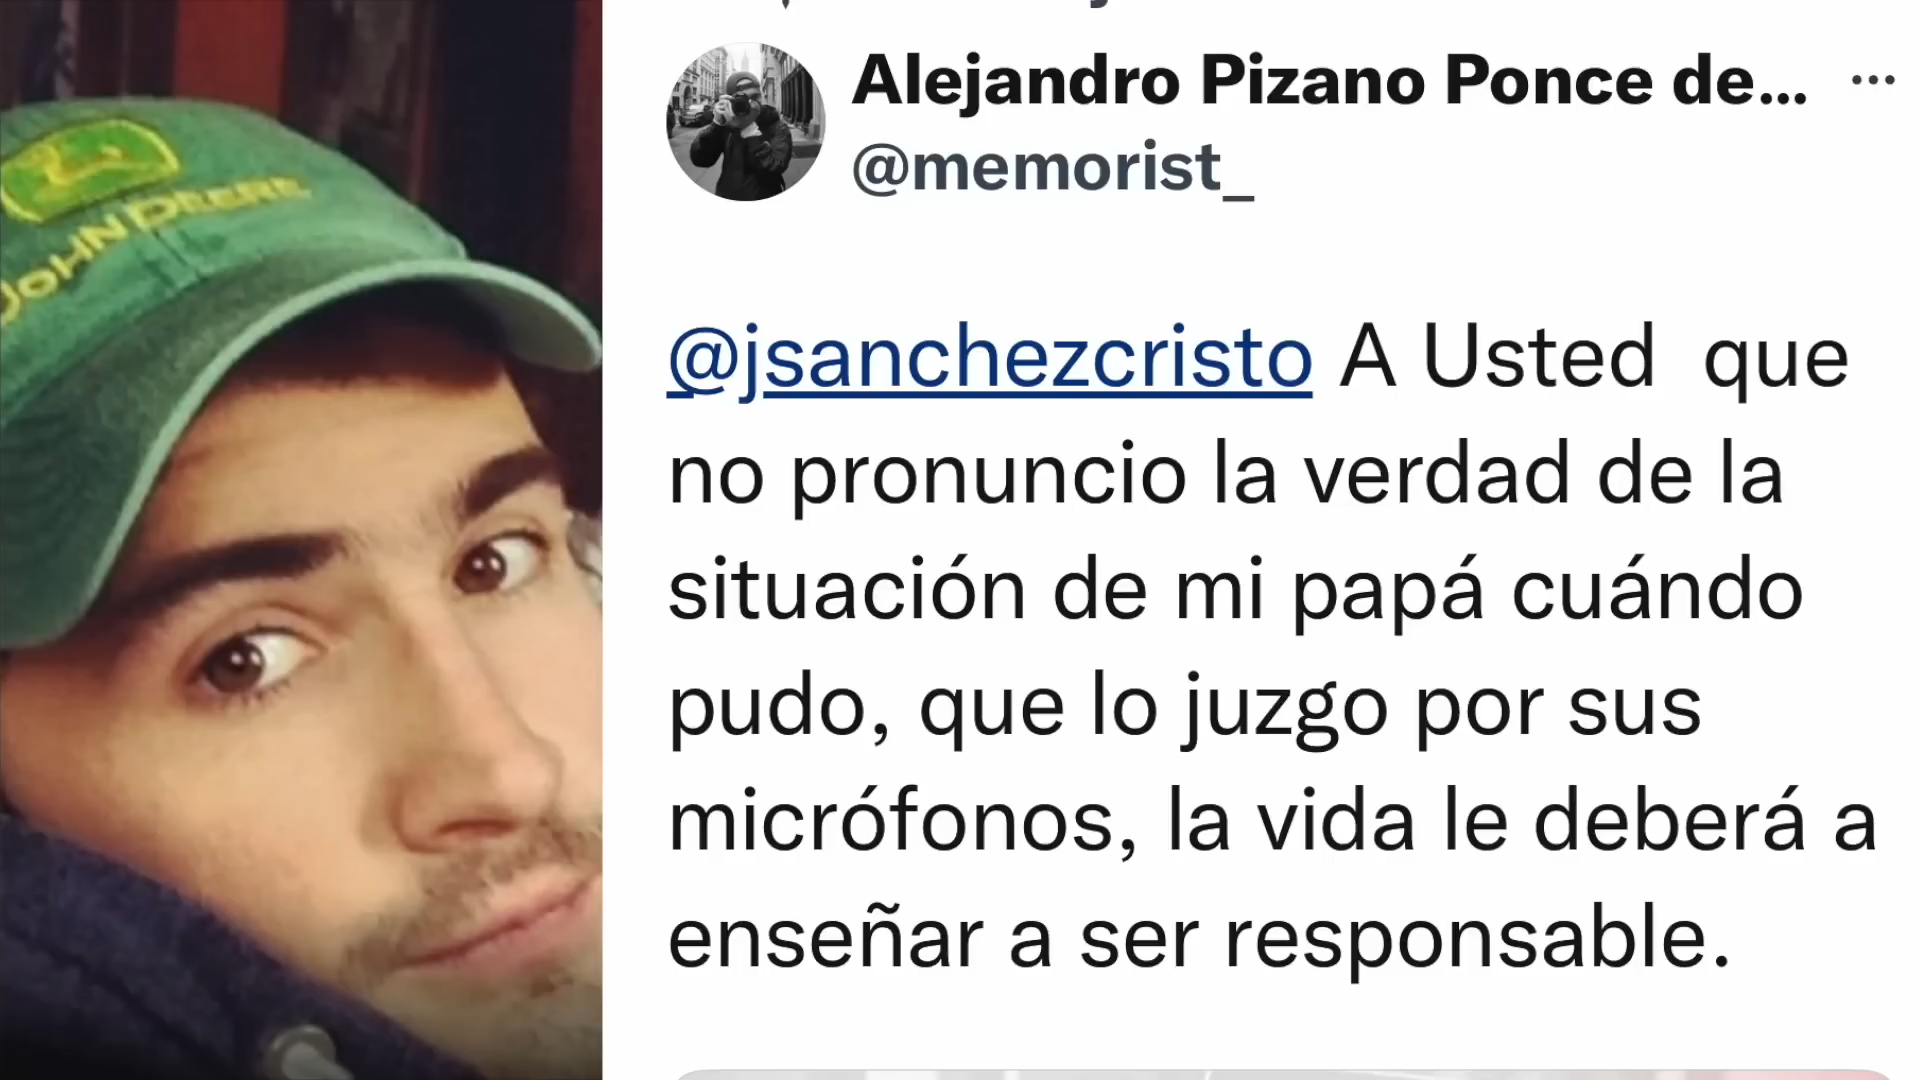 JOHN DEERE
Alejandro Pizano Ponce de...
@memorist_
@jsanchezcristo A Usted que
no pronuncio la verdad de la
situación de mi papá cuándo
pudo, que lo juzgo por sus
micrófonos, la vida le deberá a
enseñar a ser responsable.